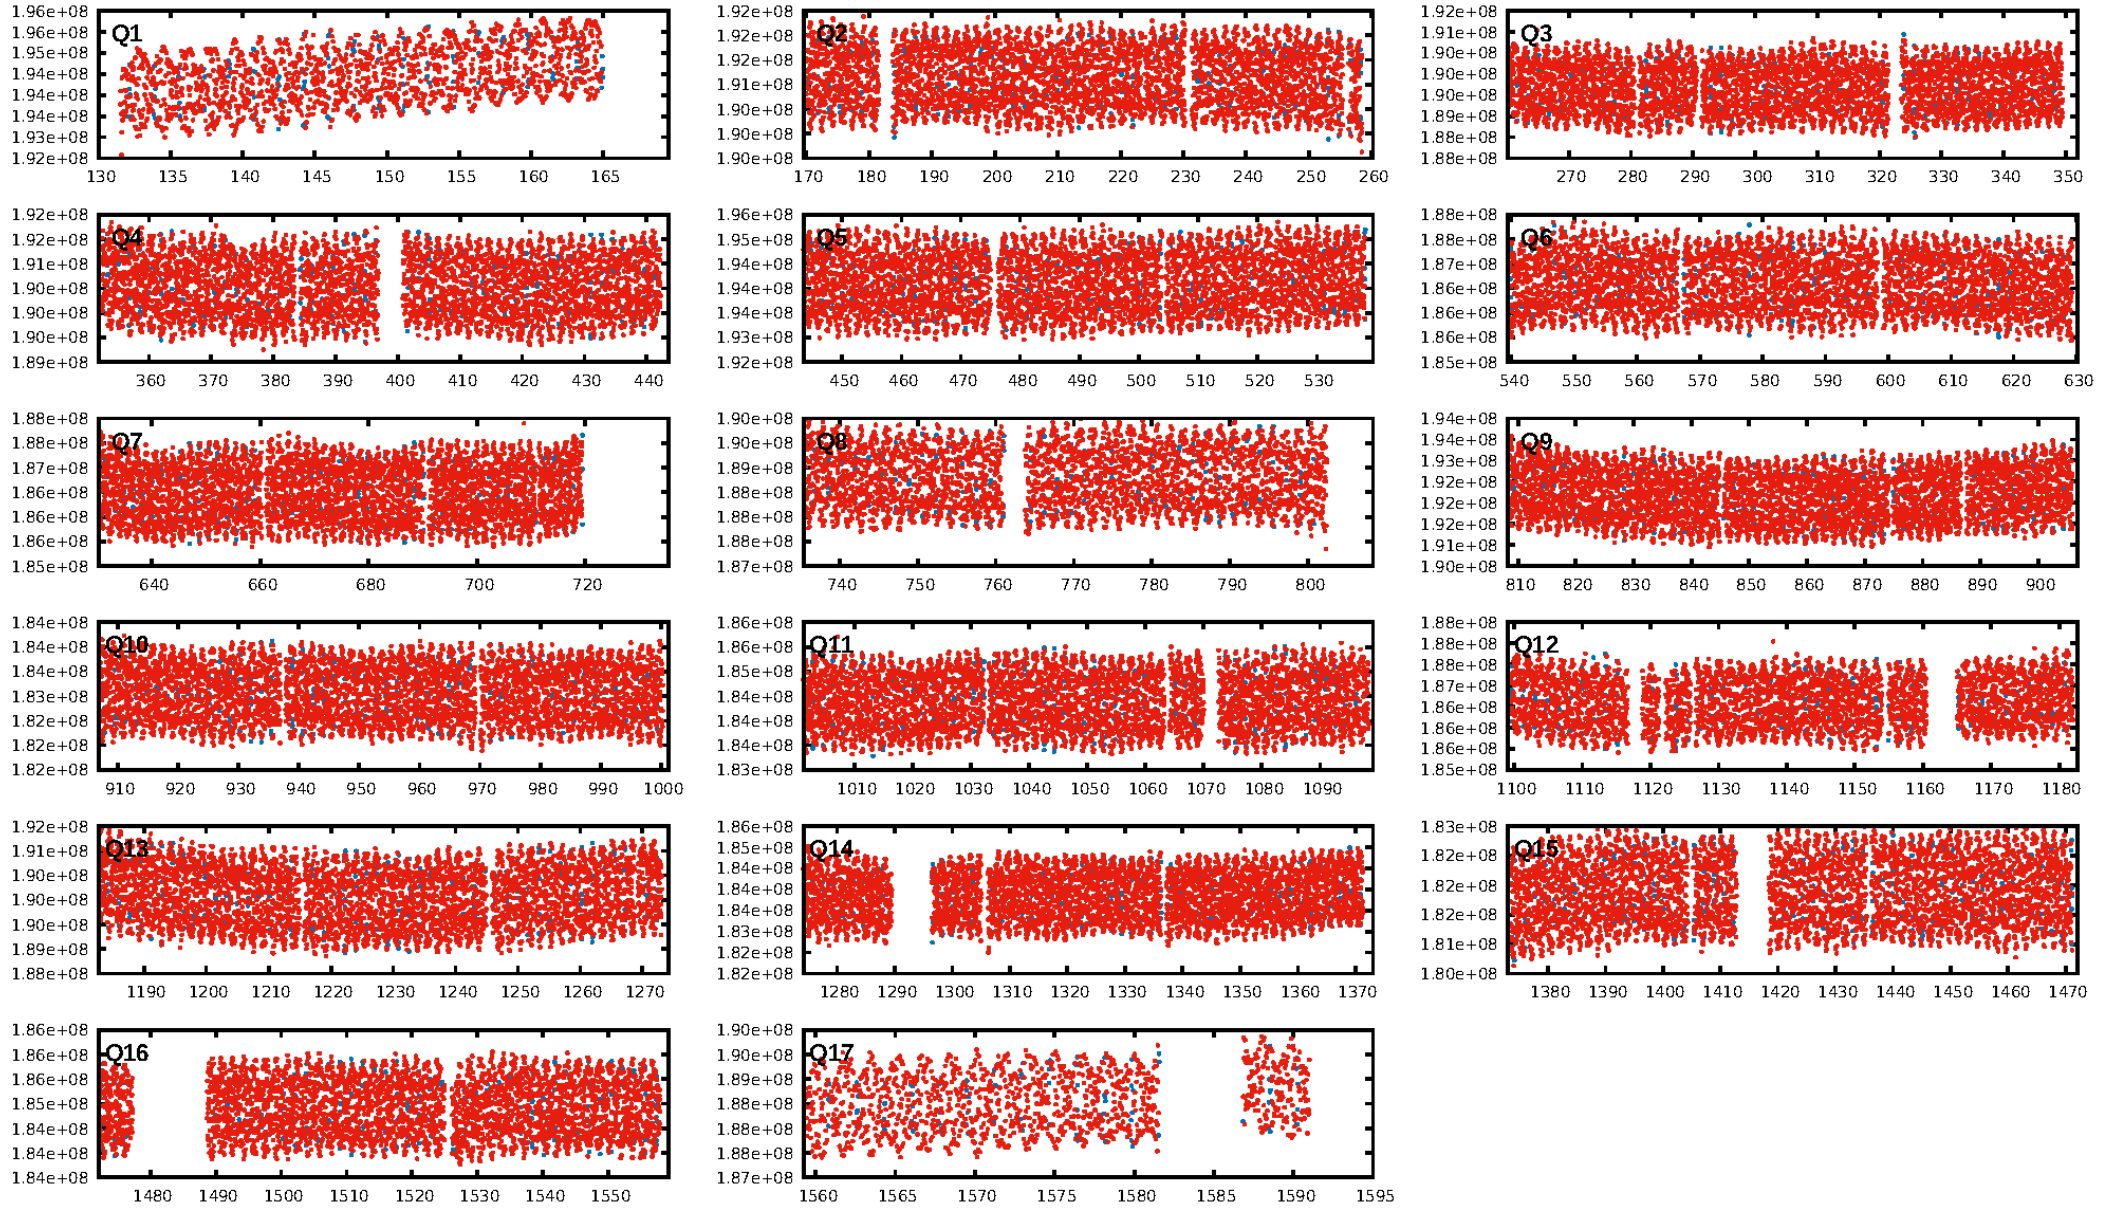 1.96e+08 1.96e+08 1.95e+08 1.94e+08 1.94e+08 1.94e+08 1.93e+08 1.92e+08
Q1
130 135 140 145 150 155 160 165
1.92e+08 1.92e+08 1.92e+08 1.91e+08 1.90e+08 1.90e+08 1.90e+08
Q2
170 180 190 200 210 220 230 240 250 260
1.92e+08 1.91e+08 1.90e+08 1.90e+08 1.90e+08 1.89e+08 1.88e+08 1.88e+08
Q3
270 280 290 300 310 320 330 340 350
1.92e+08 1.92e+08 1.91e+08 1.90e+08 1.90e+08 1.90e+08 1.89e+08
Q4
360 370 380 390 400 410 420 430 440
1.96e+08 1.95e+08 1.94e+08 1.94e+08 1.94e+08 1.93e+08 1.92e+08
Q5
450 460 470 480 490 500 510 520 530
1.88e+08 1.88e+08 1.87e+08 1.86e+08 1.86e+08 1.86e+08 1.85e+08
Q6
540 550 560 570 580 590 600 610 620 630
1.88e+08 1.88e+08 1.87e+08 1.86e+08 1.86e+08 1.86e+08 1.85e+08
Q7
640 660 680 700 720
1.90e+08 1.90e+08 1.89e+08 1.88e+08 1.88e+08 1.88e+08 1.87e+08
Q8
740 750 760 770 780 790 800
1.94e+08 1.94e+08 1.93e+08 1.92e+08 1.92e+08 1.92e+08 1.91e+08 1.90e+08
Q9
810 820 830 840 850 860 870 880 890 900
1.84e+08 1.84e+08 1.84e+08 1.83e+08 1.82e+08 1.82e+08 1.82e+08
Q10
910 920 930 940 950 960 970 980 990 1000
1.86e+08 1.86e+08 1.85e+08 1.84e+08 1.84e+08 1.84e+08 1.83e+08
Q11
1010 1020 1030 1040 1050 1060 1070 1080 1090
1.88e+08 1.88e+08 1.88e+08 1.87e+08 1.86e+08 1.86e+08 1.86e+08 1.85e+08
Q12
1100 1110 1120 1130 1140 1150 1160 1170 1180
1.92e+08 1.91e+08 1.90e+08 1.90e+08 1.90e+08 1.89e+08 1.88e+08
Q13
1190 1200 1210 1220 1230 1240 1250 1260 1270
1.86e+08 1.85e+08 1.84e+08 1.84e+08 1.84e+08 1.83e+08 1.82e+08 1.82e+08
Q14
1280 1290 1300 1310 1320 1330 1340 1350 1360 1370
1.83e+08 1.82e+08 1.82e+08 1.82e+08 1.81e+08 1.80e+08
Q15
1380 1390 1400 1410 1420 1430 1440 1450 1460 1470
1.86e+08 1.86e+08 1.86e+08 1.85e+08 1.84e+08 1.84e+08 1.84e+08
Q16
1480 1490 1500 1510 1520 1530 1540 1550
1.90e+08 1.90e+08 1.89e+08 1.88e+08 1.88e+08 1.88e+08 1.87e+08
Q17
1560 1565 1570 1575 1580 1585 1590 1595